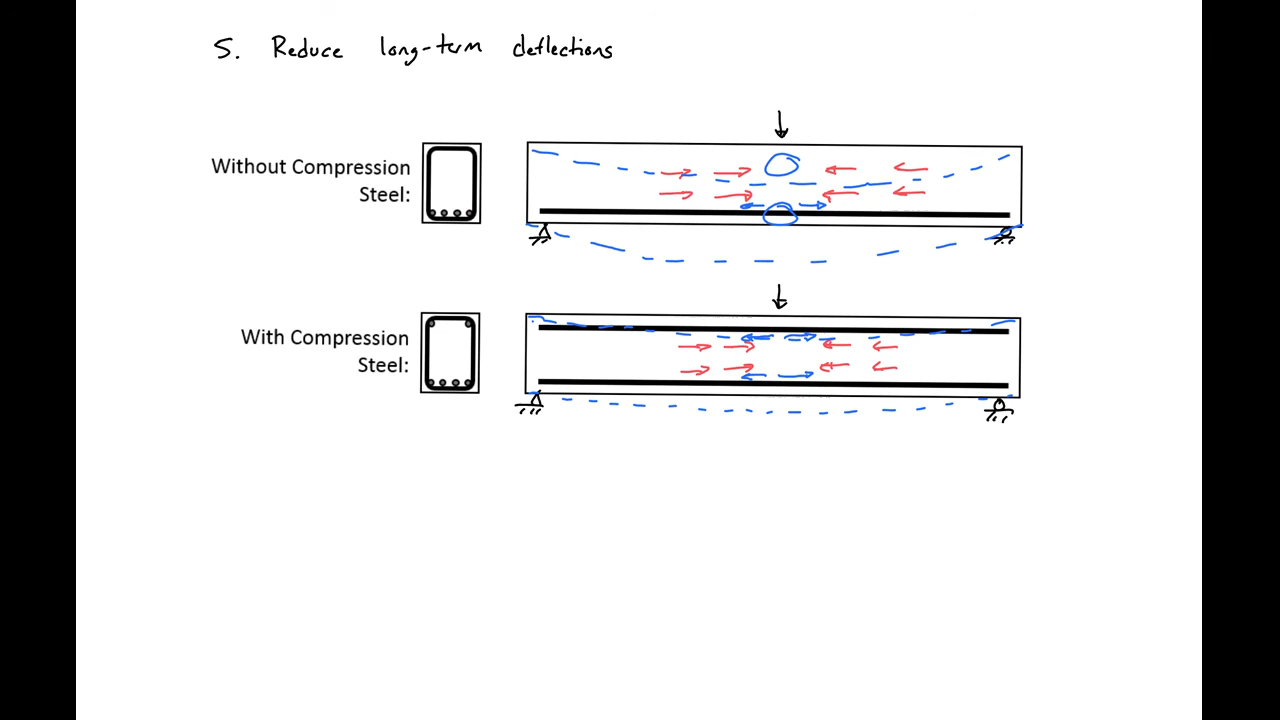 5. Reduce long-term deflections
Without Compression
Steel:
With Compression
Steel: